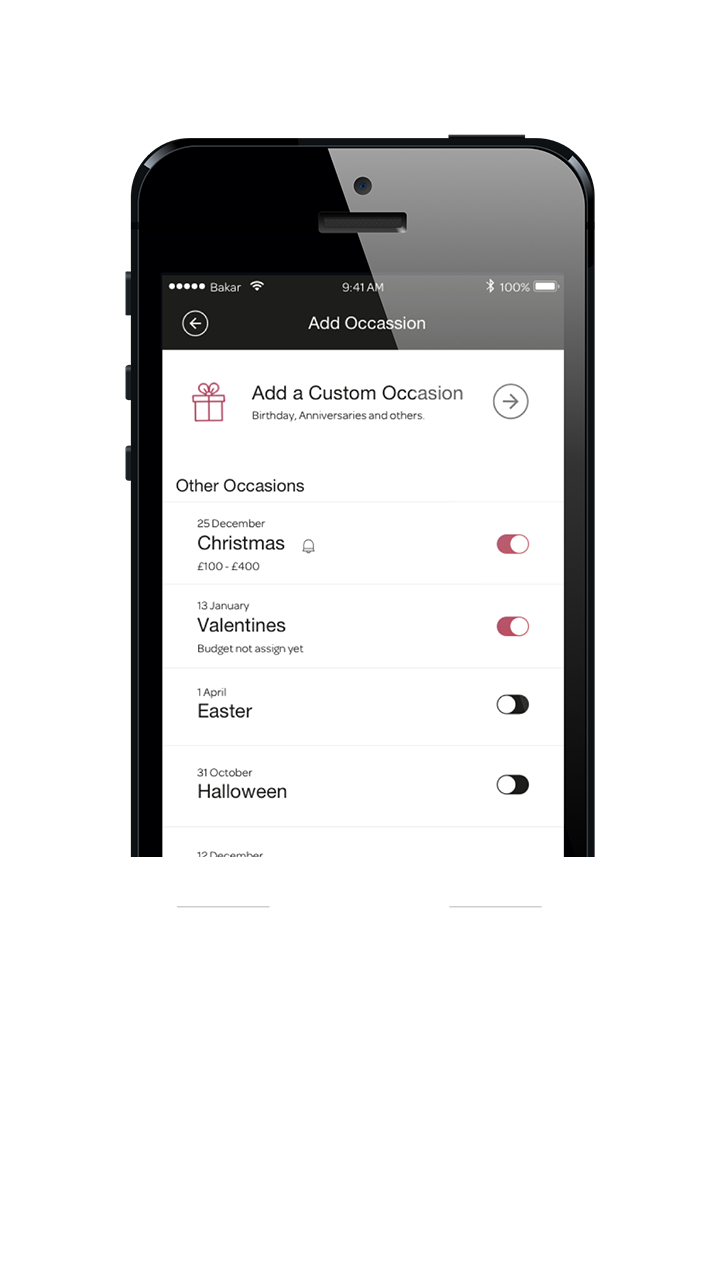 Bakar 9:41 AM 100%
Add Occassion
Add a Custom Occasion
Birthday, Anniversaries and others.
Other Occasions
25 December
Christmas
£100 - £400
13 January
Valentines
Budget not assign yet
1 April
Easter
31 October
Halloween
12 December